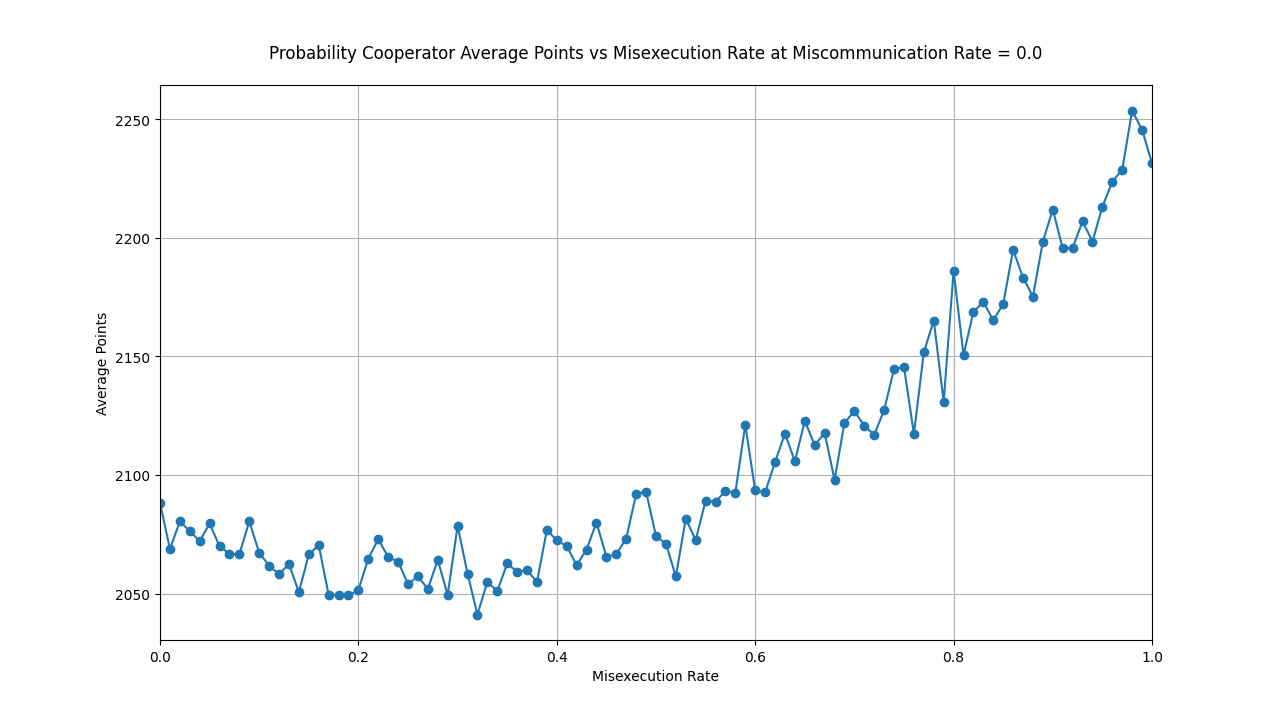 Probability Cooperator Average Points vs Misexecution Rate at Miscommunication Rate = 0.0
2250
2200
2150
2100
2050
Average Points
0.0 0.2 0.4 0.6 0.8 1.0
Misexecution Rate